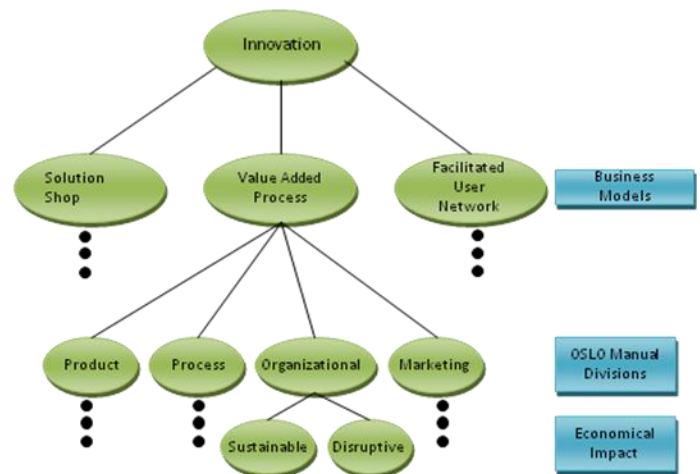 Innovation
Solution
Shop
Value Added
Process
Facilitated
User
Network
Business
Models
Product
Process
Organizational
Marketing
OSLO Manual
Divisions
Sustainable
Disruptive
Economical
Impact